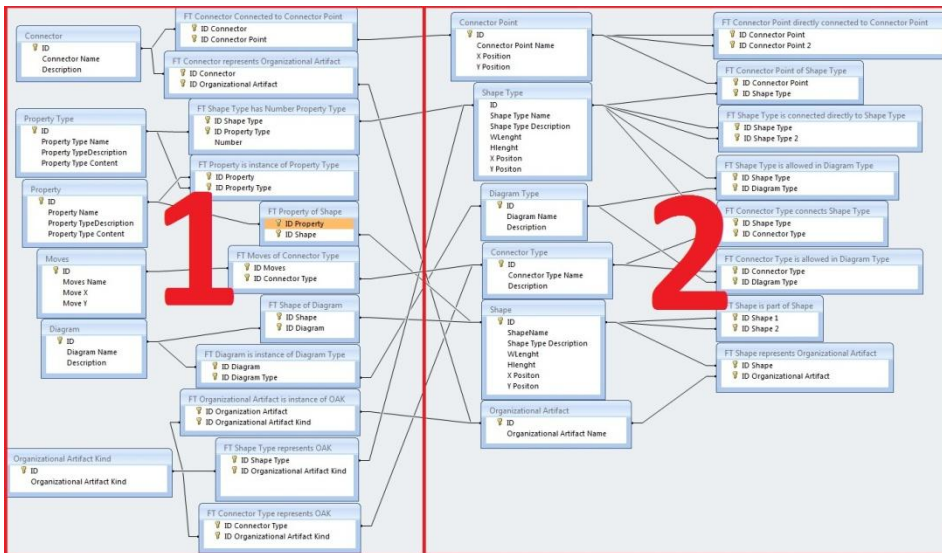 Connector
ID
Connector Name
Description
Property Type
ID
Property Type Name
Property TypeDescription
Property Type Content
Property
ID
Property Name
Property TypeDescription
Property Type Content
Moves
ID
Moves Name
Move X
Move Y
Diagram
ID
Diagram Name
Description
Organizational Artifact Kind
ID
Organizational Artifact Kind
FT Connector Connected to Connector Point
ID Connector
ID Connector Point
FT Connector represents Organizational Artifact
ID Connector
ID Organizational Artifact
FT Shape Type has Number Property Type
ID Shape Type
ID Property Type
Number
FT Property is instance of Property Type
ID Property
ID Property Type
FT Property of Shape
ID Property
ID Shape
FT Moves of Connector Type
ID Moves
ID Connector Type
FT Shape of Diagram
ID Shape
ID Diagram
FT Diagram is instance of Diagram Type
ID Diagram
ID Diagram Type
FT Organizational Artifact is instance of OAK
ID Organization Artifact
ID Organizational Artifact Kind
FT Shape Type represents OAK
ID Shape Type
ID Organizational Artifact Kind
FT Connector Type represents OAK
ID Connector Type
ID Organizational Artifact Kind
1
Connector Point
ID
Connector Point Name
X Position
Y Position
Shape Type
ID
Shape Type Name
Shape Type Description
WLenght
Hlenght
X Positon
Y Positon
Diagram Type
ID
Diagram Name
Description
Connector Type
ID
Connector Type Name
Description
Shape
ID
ShapeName
Shape Type Description
WLenght
Hlenght
X Positon
Y Positon
Organizational Artifact
ID
Organizational Artifact Name
FT Connector Point directly connected to Connector Point
ID Connector Point
ID Connector Point 2
FT Connector Point of Shape Type
ID Connector Point
ID Shape Type
FT Shape Type is connected directly to Shape Type
ID Shape Type
ID Shape Type 2
FT Shape Type is allowed in Diagram Type
ID Shape Type
ID Diagram Type
FT Connector Type connects Shape Type
ID Shape Type
ID Connector Type
FT Connector Type is allowed in Diagram Type
ID Connector Type
ID DIagram Type
FT Shape is part of Shape
ID Shape 1
ID Shape 2
FT Shape represents Organizational Artifact
ID Shape
ID Organizational Artifact
2